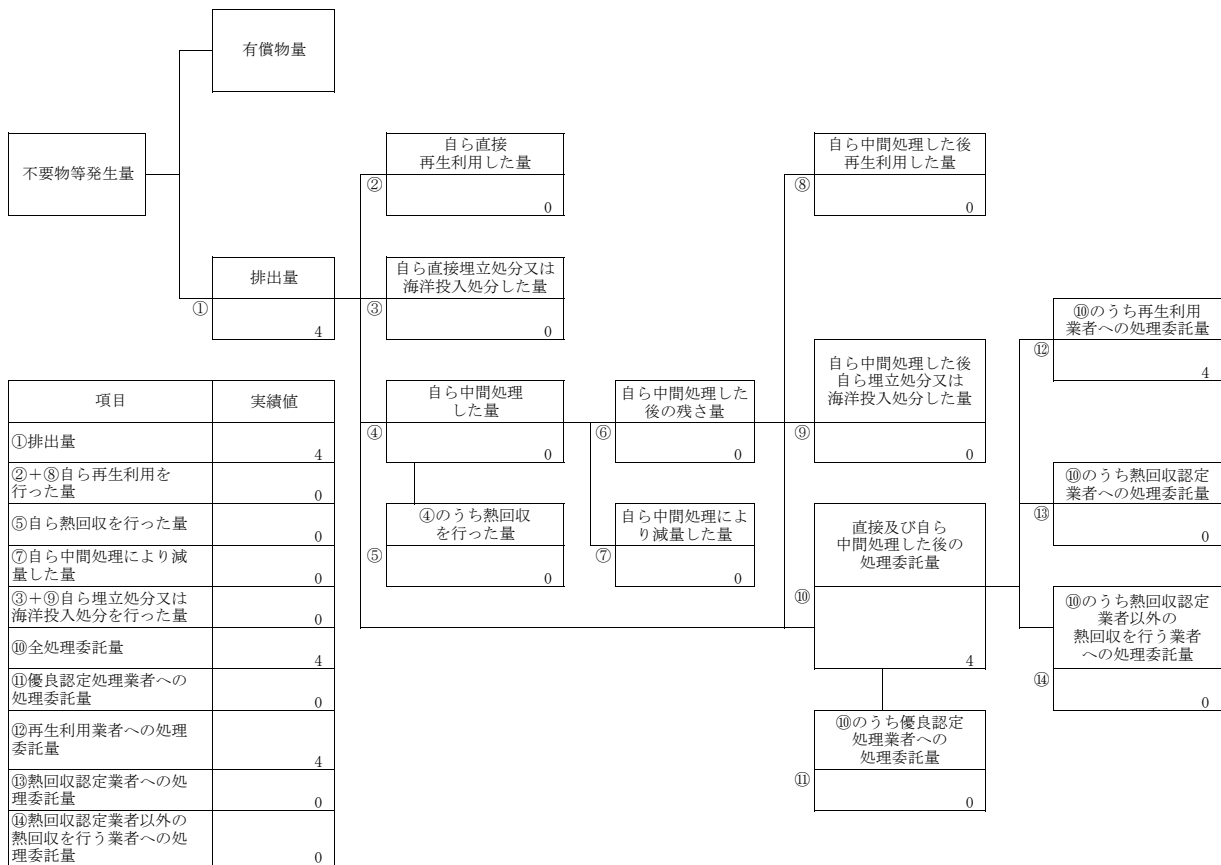 有償物量
不要物等発生量
自ら直接
再生利用した量
②
0
自ら中間処理した後
再生利用した量
⑧
0
排出量
①
4
自ら直接埋立処分又は
海洋投入処分した量
③
0
⑩のうち再生利用
業者への処理委託量
⑫
4
自ら中間処理
した量
④
0
自ら中間処理した
後の残さ量
⑥
0
自ら中間処理した後
自ら埋立処分又は
海洋投入処分した量
⑨
0
⑩のうち熱回収認定
業者への処理委託量
⑬
0
④のうち熱回収
を行った量
⑤
0
自ら中間処理によ
り減量した量
⑦
0
直接及び自ら
中間処理した後の
処理委託量
⑩
4
⑩のうち熱回収認定
業者以外の
熱回収を行う業者
への処理委託量
⑭
0
⑩のうち優良認定
処理業者への
処理委託量
⑪
0
項目 実績値
①排出量
4
②+⑧自ら再生利用を
行った量
0
⑤自ら熱回収を行った量
0
⑦自ら中間処理により減
量した量
0
③+⑨自ら埋立処分又は
海洋投入処分を行った量
0
⑩全処理委託量
4
⑪優良認定処理業者への
処理委託量
0
⑫再生利用業者への処理
委託量
4
⑬熱回収認定業者への処
理委託量
0
⑭熱回収認定業者以外の
熱回収を行う業者への処
理委託量
0